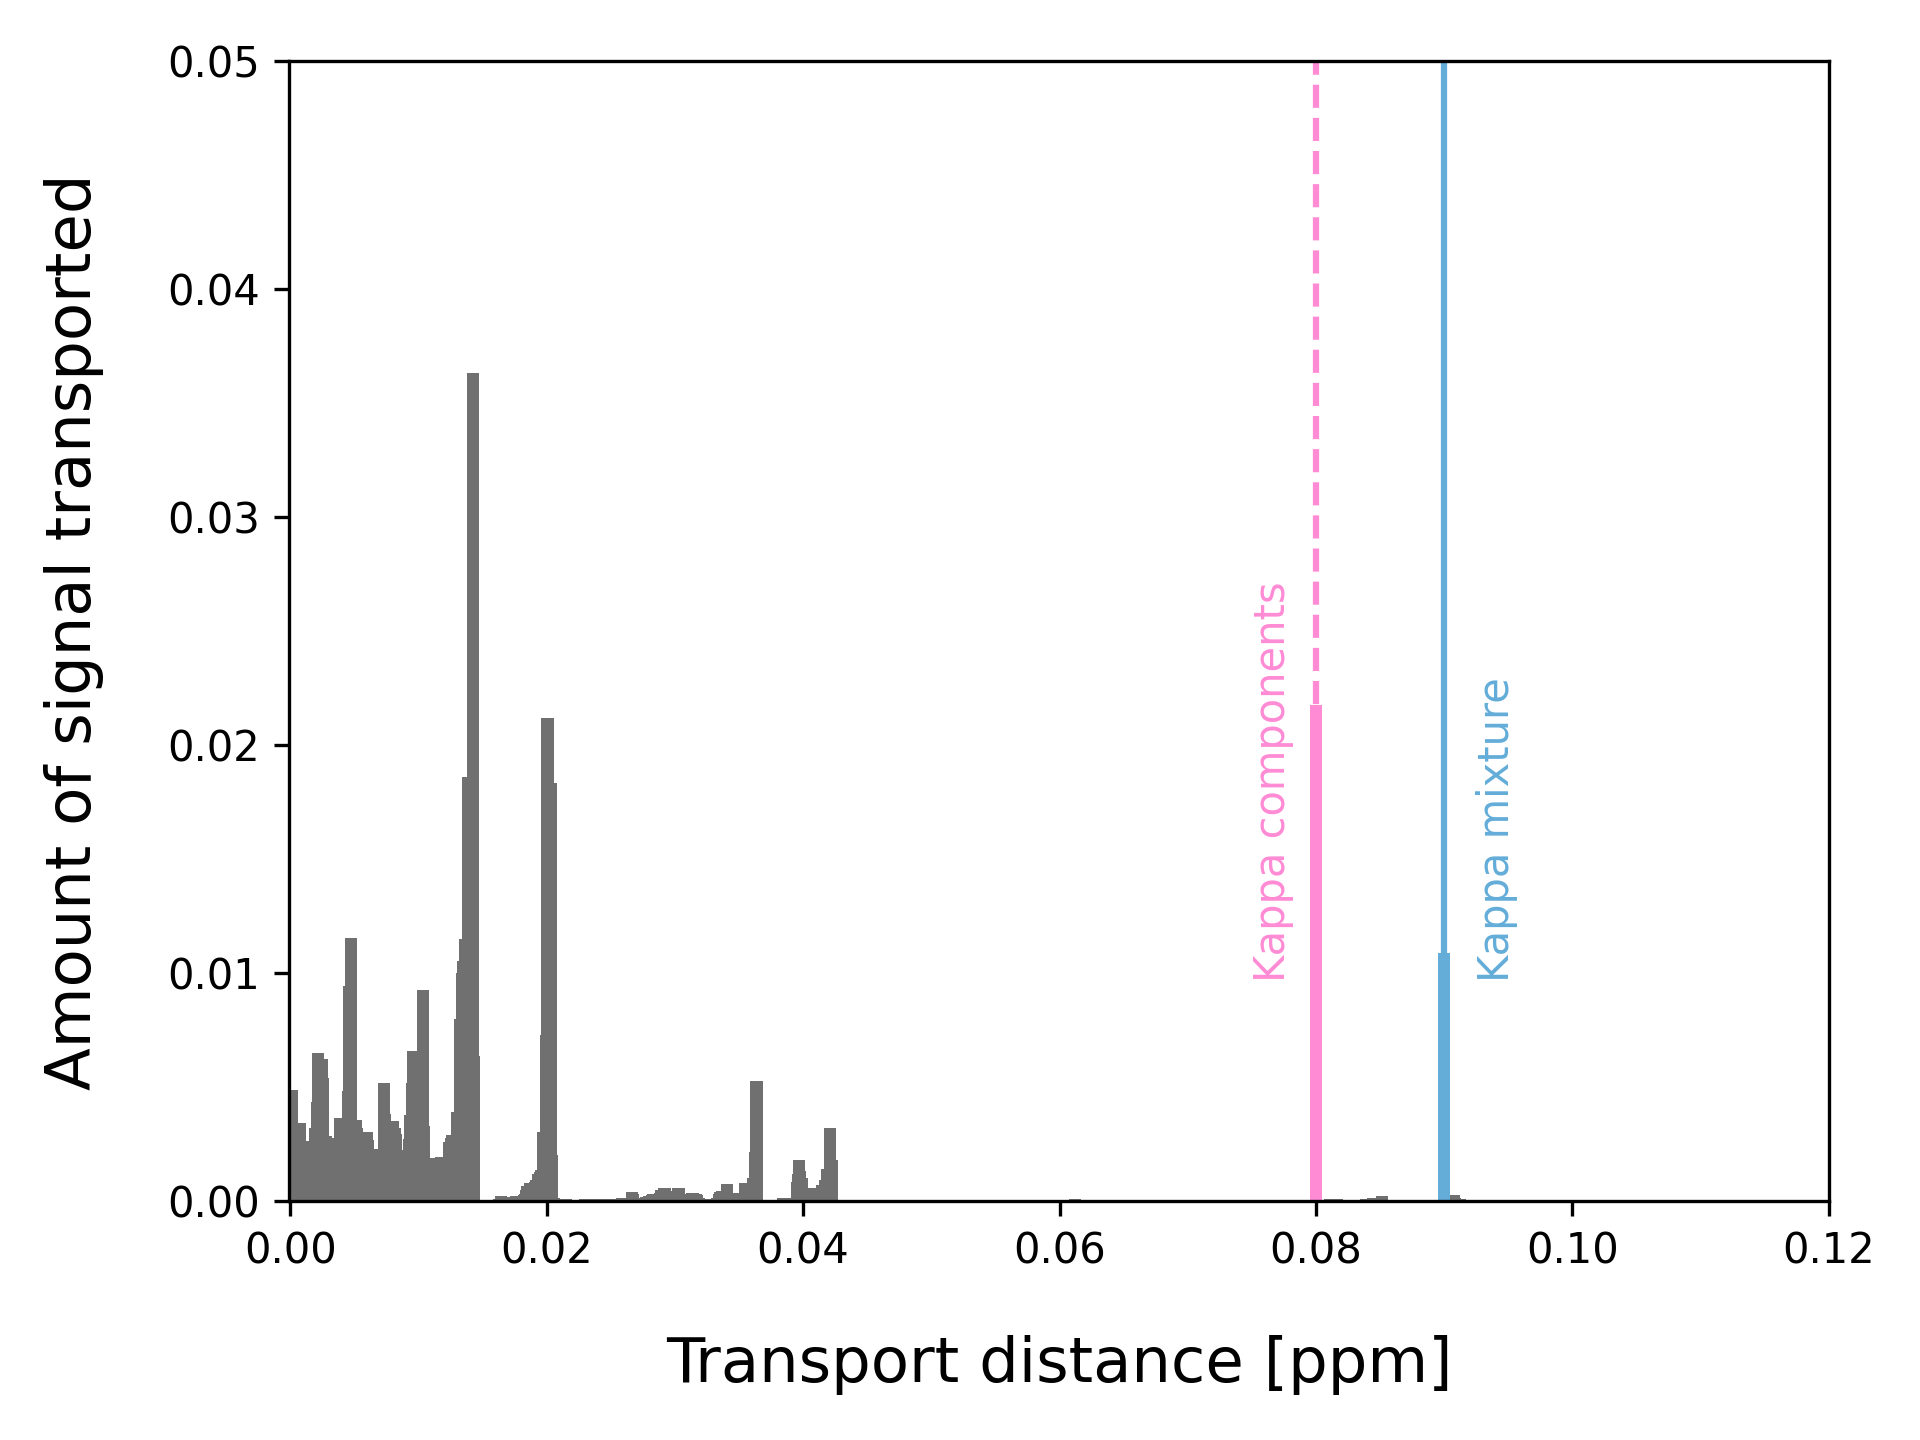 0.05
0.04
0.03
0.02
0.01
0.00
Amount of signal transported
Kappa components
Kappa mixture
0.00 0.02 0.04 0.06 0.08 0.10 0.12
Transport distance [ppm]